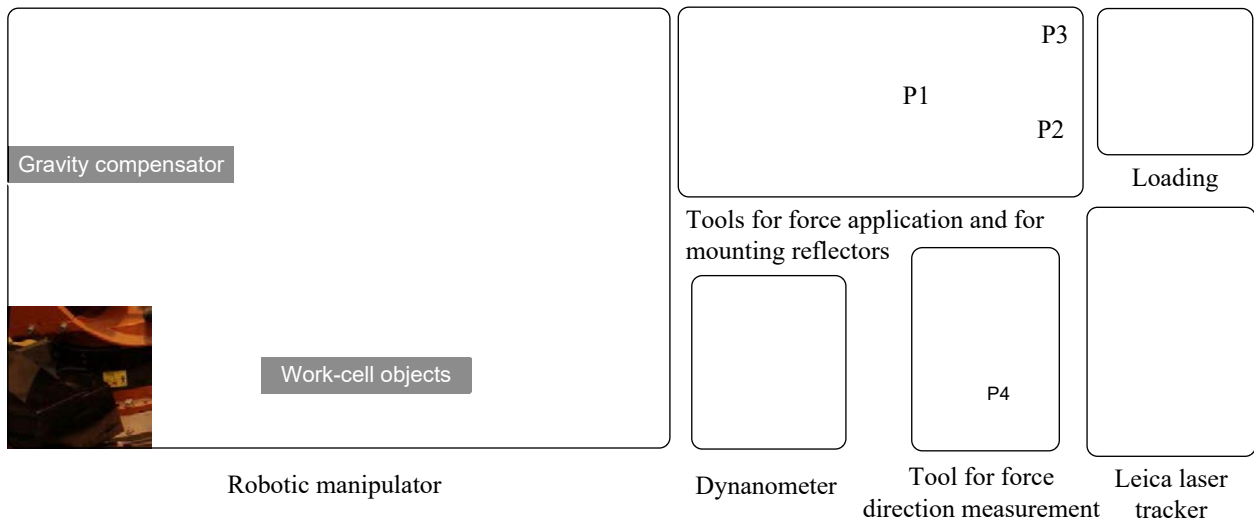 P3
P1
P2
Gravity compensator
Loading
Tools for force application and for
mounting reflectors
Work-cell objects
P4
Robotic manipulator
Dynanometer
Tool for force
direction measurement
Leica laser
tracker